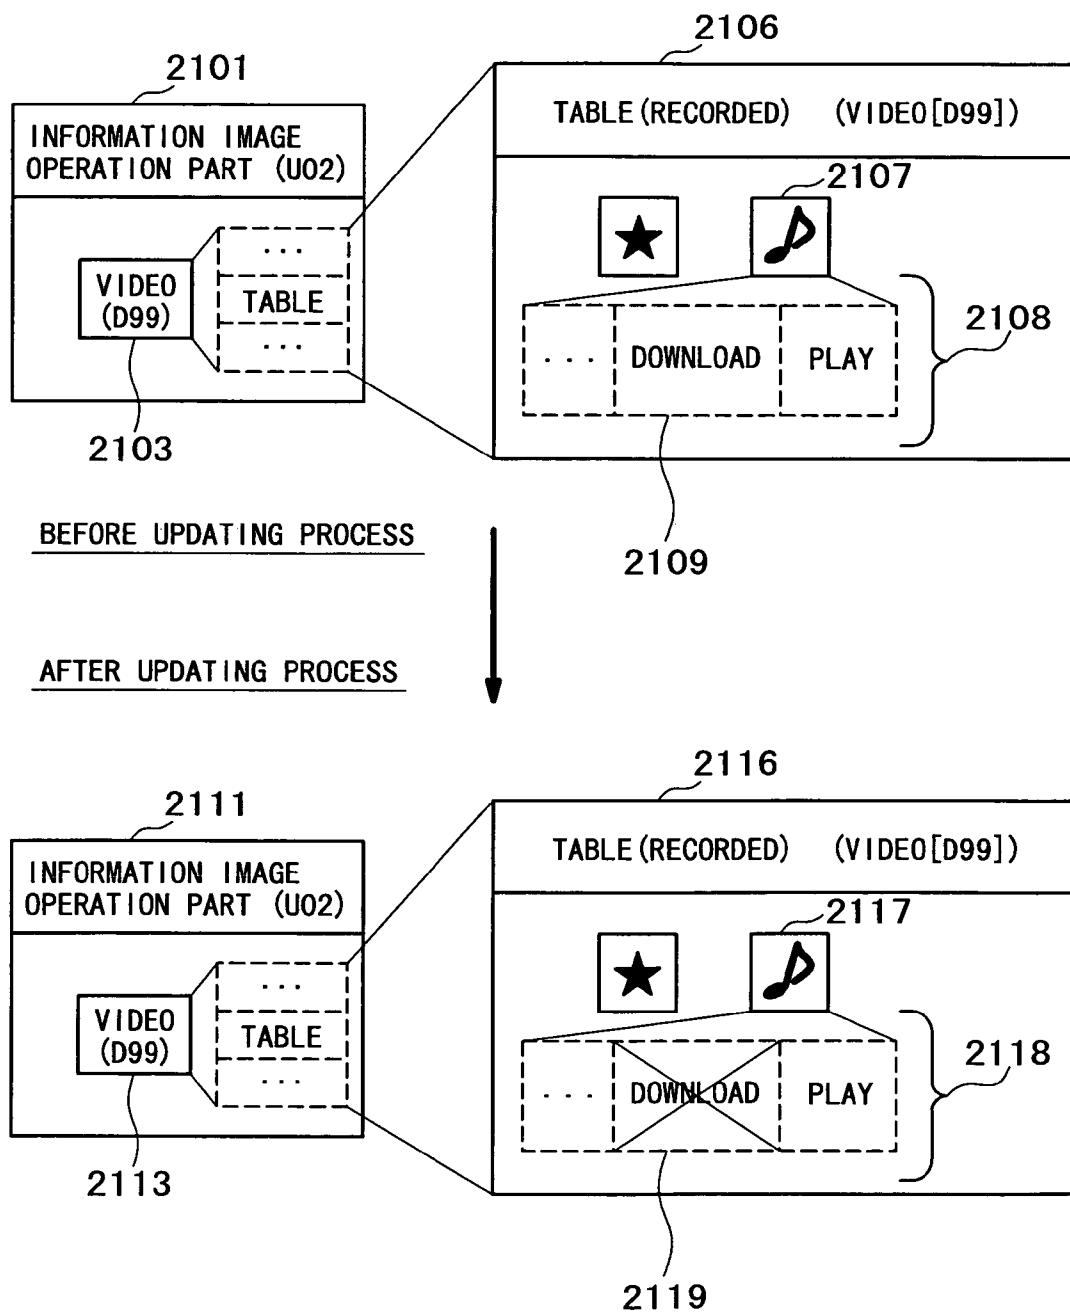 2106
2101
TABLE(RECORDED) (VIDEO[D99])
INFORMATION IMAGE
OPERATION PART (U02)
2107
...
VIDEO
(D99)
TABLE
...
2108
... DOWNLOAD PLAY
2103
2109
BEFORE UPDATING PROCESS
AFTER UPDATING PROCESS
2116
2111
TABLE(RECORDED) (VIDEO[D99])
INFORMATION IMAGE
OPERATION PART (U02)
2117
...
VIDEO
(D99)
TABLE
...
2118
... DOWNLOAD PLAY
2113
2119